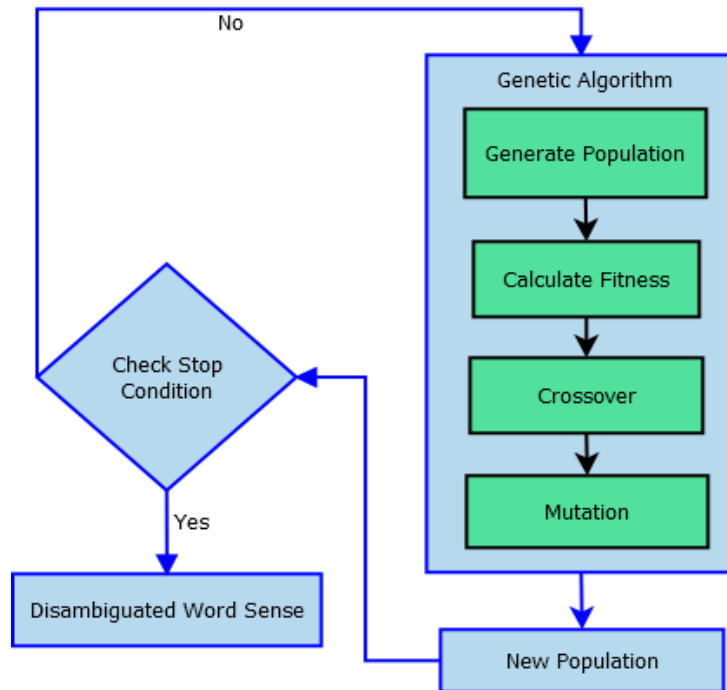 No
Genetic Algorithm
Generate Population
Calculate Fitness
Crossover
Mutation
Check Stop
Condition
Yes
Disambiguated Word Sense
New Population